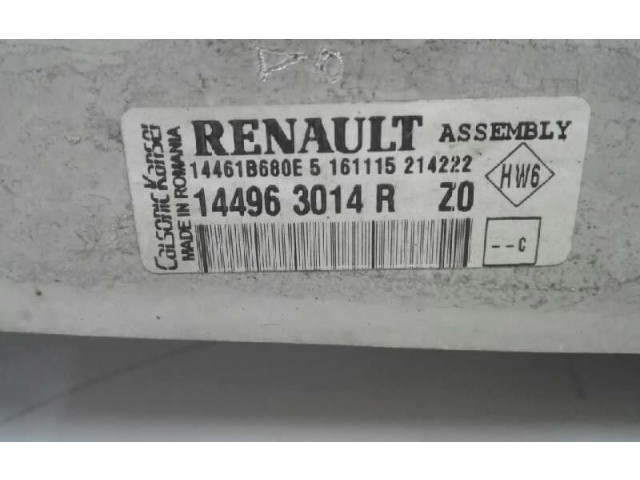 Calsonic Kansei
MADE IN ROMANIA
RENAULT ASSEMBLY
14461B680E 5 161115 214222
14496 3014 R Z0
HW6
--C